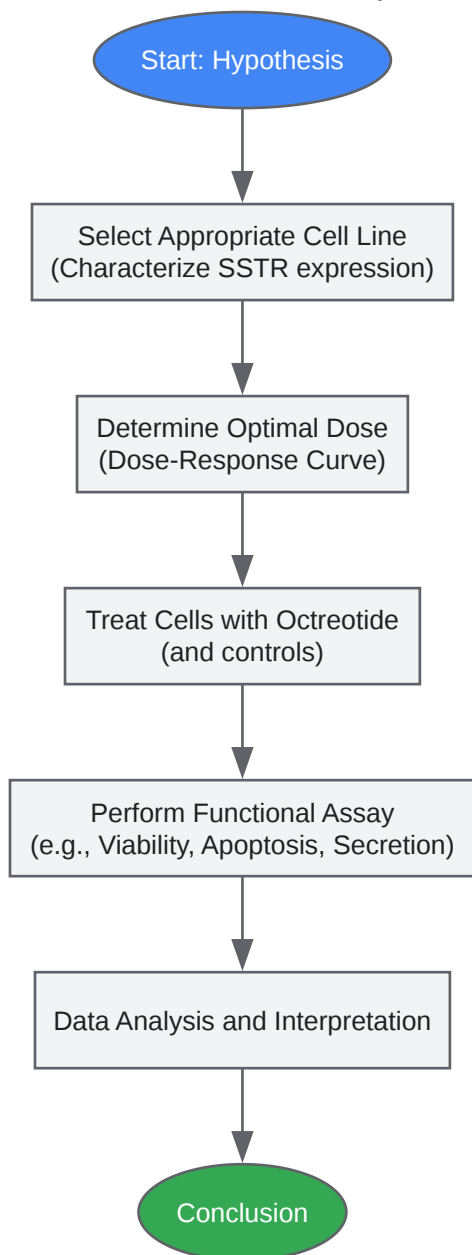 Start: Hypothesis
Select Appropriate Cell Line
(Characterize SSTR expression)
Determine Optimal Dose
(Dose-Response Curve)
Treat Cells with Octreotide
(and controls)
Perform Functional Assay
(e.g., Viability, Apoptosis, Secretion)
Data Analysis and Interpretation
Conclusion